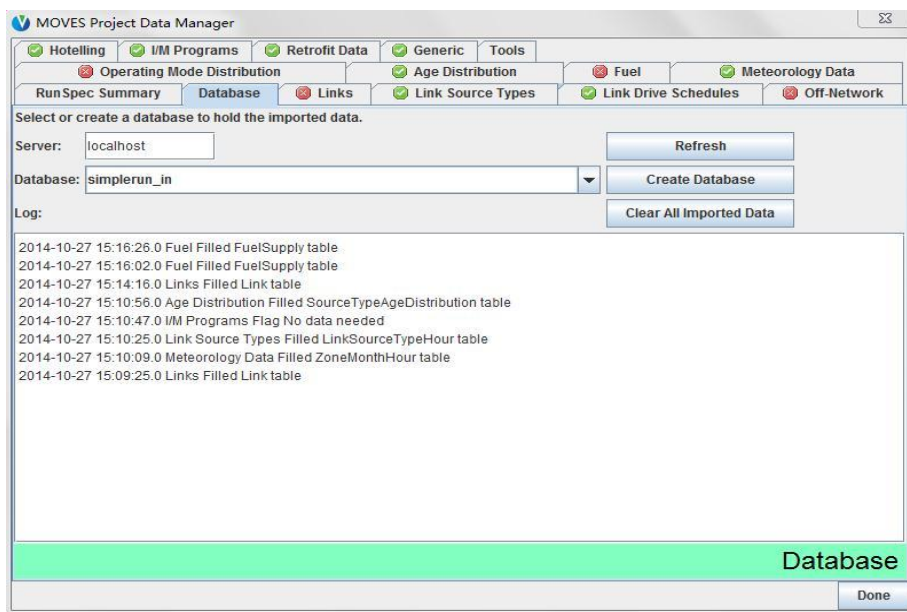 MOVES Project Data Manager
Hotelling I/M Programs Retrofit Data Generic Tools
Operating Mode Distribution Age Distribution Fuel Meteorology Data
RunSpec Summary Database Links Link Source Types Link Drive Schedules Off-Network
Select or create a database to hold the imported data.
Server: localhost Refresh
Database: simplerun_in Create Database
Log: Clear All Imported Data
2014-10-27 15:16:26.0 Fuel Filled FuelSupply table
2014-10-27 15:16:02.0 Fuel Filled FuelSupply table
2014-10-27 15:14:16.0 Links Filled Link table
2014-10-27 15:10:56.0 Age Distribution Filled SourceTypeAgeDistribution table
2014-10-27 15:10:47.0 I/M Programs Flag No data needed
2014-10-27 15:10:25.0 Link Source Types Filled LinkSourceTypeHour table
2014-10-27 15:10:09.0 Meteorology Data Filled ZoneMonthHour table
2014-10-27 15:09:25.0 Links Filled Link table
Database
Done